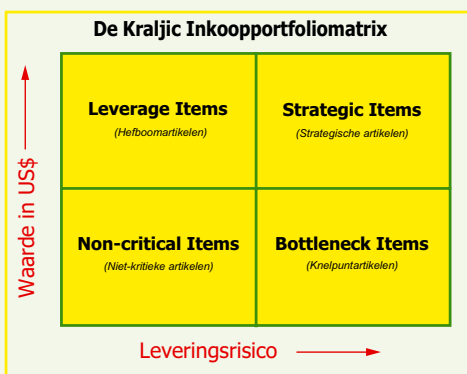 De Kraljic Inkoopportfoliomatrix
Waarde in US$
Leverage Items
(Hefboomartikelen)
Strategic Items
(Strategische artikelen)
Non-critical Items
(Niet-kritieke artikelen)
Bottleneck Items
(Knelpuntartikelen)
Leveringsrisico